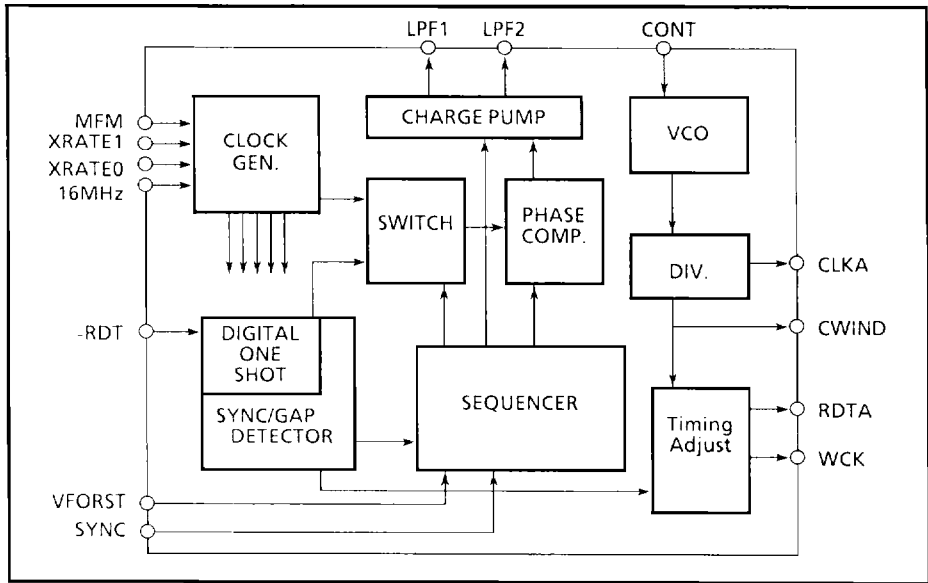 LPF1 LPF2 CONT
MFM
XRATE1
XRATE0
16MHz
CLOCK
GEN.
CHARGE PUMP
VCO
SWITCH
PHASE
COMP.
DIV.
CLKA
-RDT
DIGITAL
ONE
SHOT
SYNC/GAP
DETECTOR
SEQUENCER
CWIND
Timing
Adjust
RDTA
WCK
VFORST
SYNC